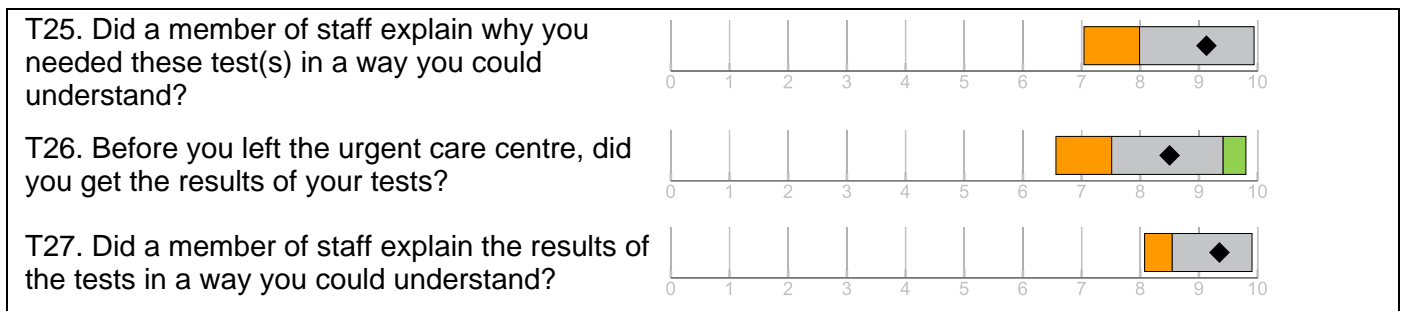 T25. Did a member of staff explain why you
needed these test(s) in a way you could
understand?
0 1 2 3 4 5 6 7 8 9 10
T26. Before you left the urgent care centre, did
you get the results of your tests?
0 1 2 3 4 5 6 7 8 9 10
T27. Did a member of staff explain the results of
the tests in a way you could understand?
0 1 2 3 4 5 6 7 8 9 10